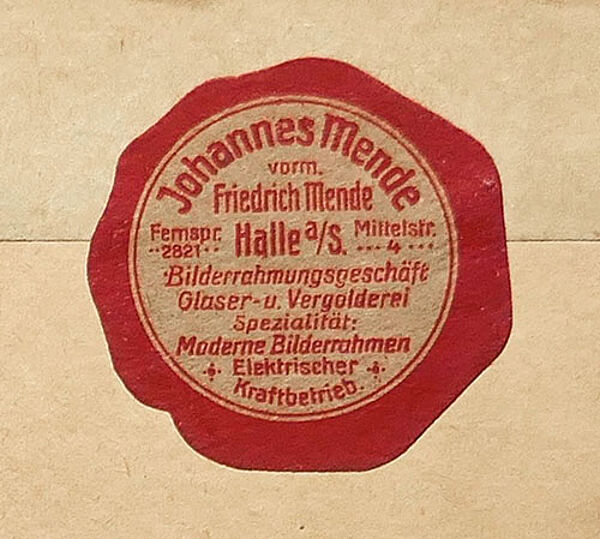 Johannes Mende
vorm.
Friedrich Mende
Fernspr. 2821
Halle a/S.
Mittelstr. 4
Bilderrahmungsgeschäft
Glaser- u. Vergolderei
Spezialität:
Moderne Bilderrahmen
Elektrischer
Kraftbetrieb.